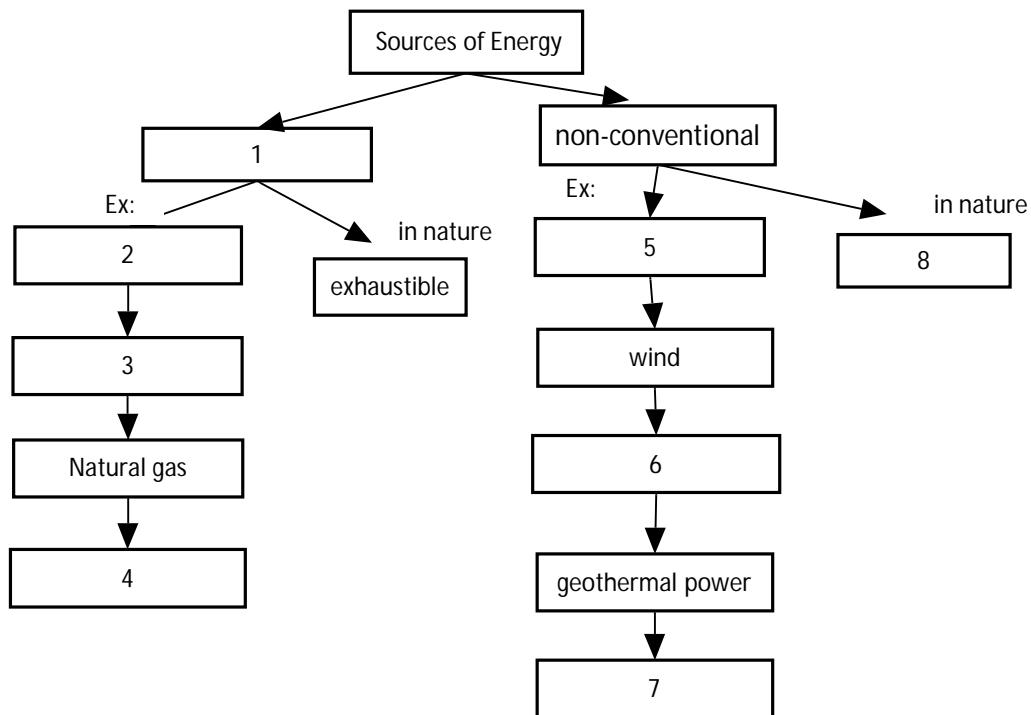 Sources of Energy
1
non-conventional
Ex:
Ex:
in nature
in nature
2
exhaustible
5
8
3
wind
Natural gas
6
4
geothermal power
7